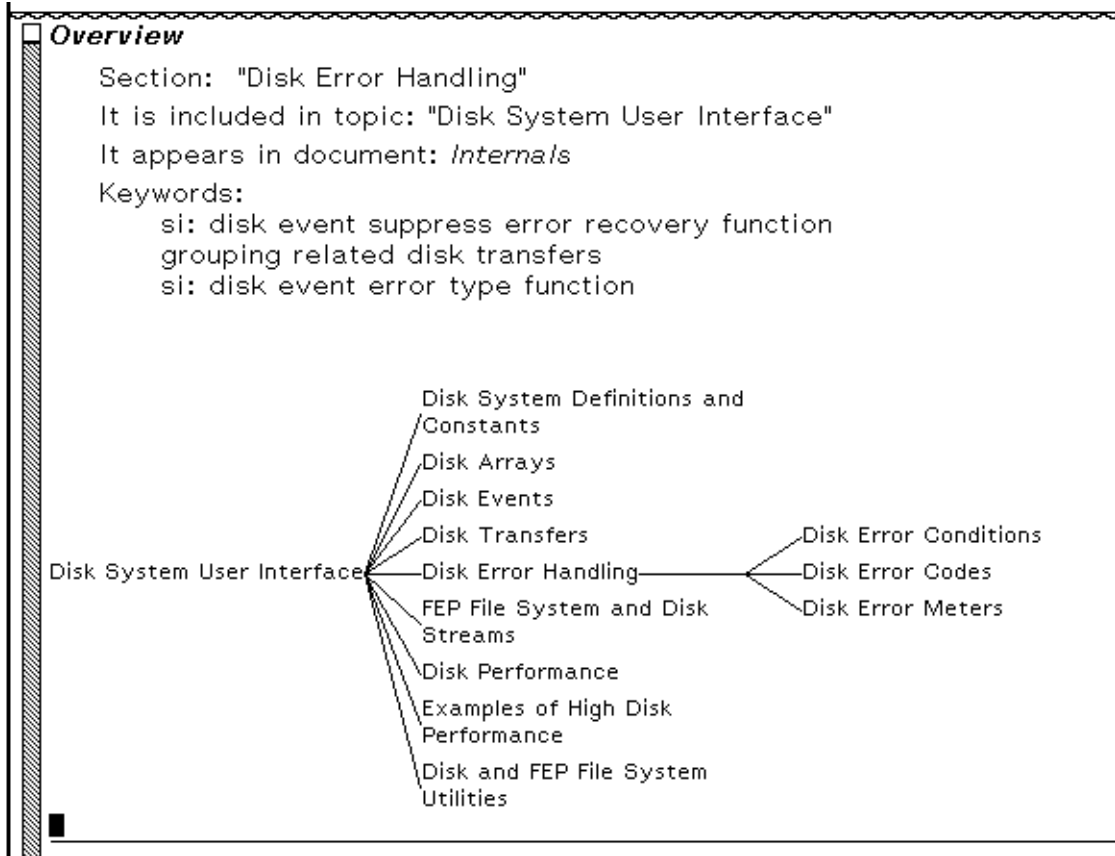 Overview
Section: "Disk Error Handling"
It is included in topic: "Disk System User Interface"
It appears in document: Internals
Keywords:
si: disk event suppress error recovery function
grouping related disk transfers
si: disk event error type function
Disk System User Interface
Disk System Definitions and
Constants
Disk Arrays
Disk Events
Disk Transfers
Disk Error Handling
FEP File System and Disk
Streams
Disk Performance
Examples of High Disk
Performance
Disk and FEP File System
Utilities
Disk Error Conditions
Disk Error Codes
Disk Error Meters